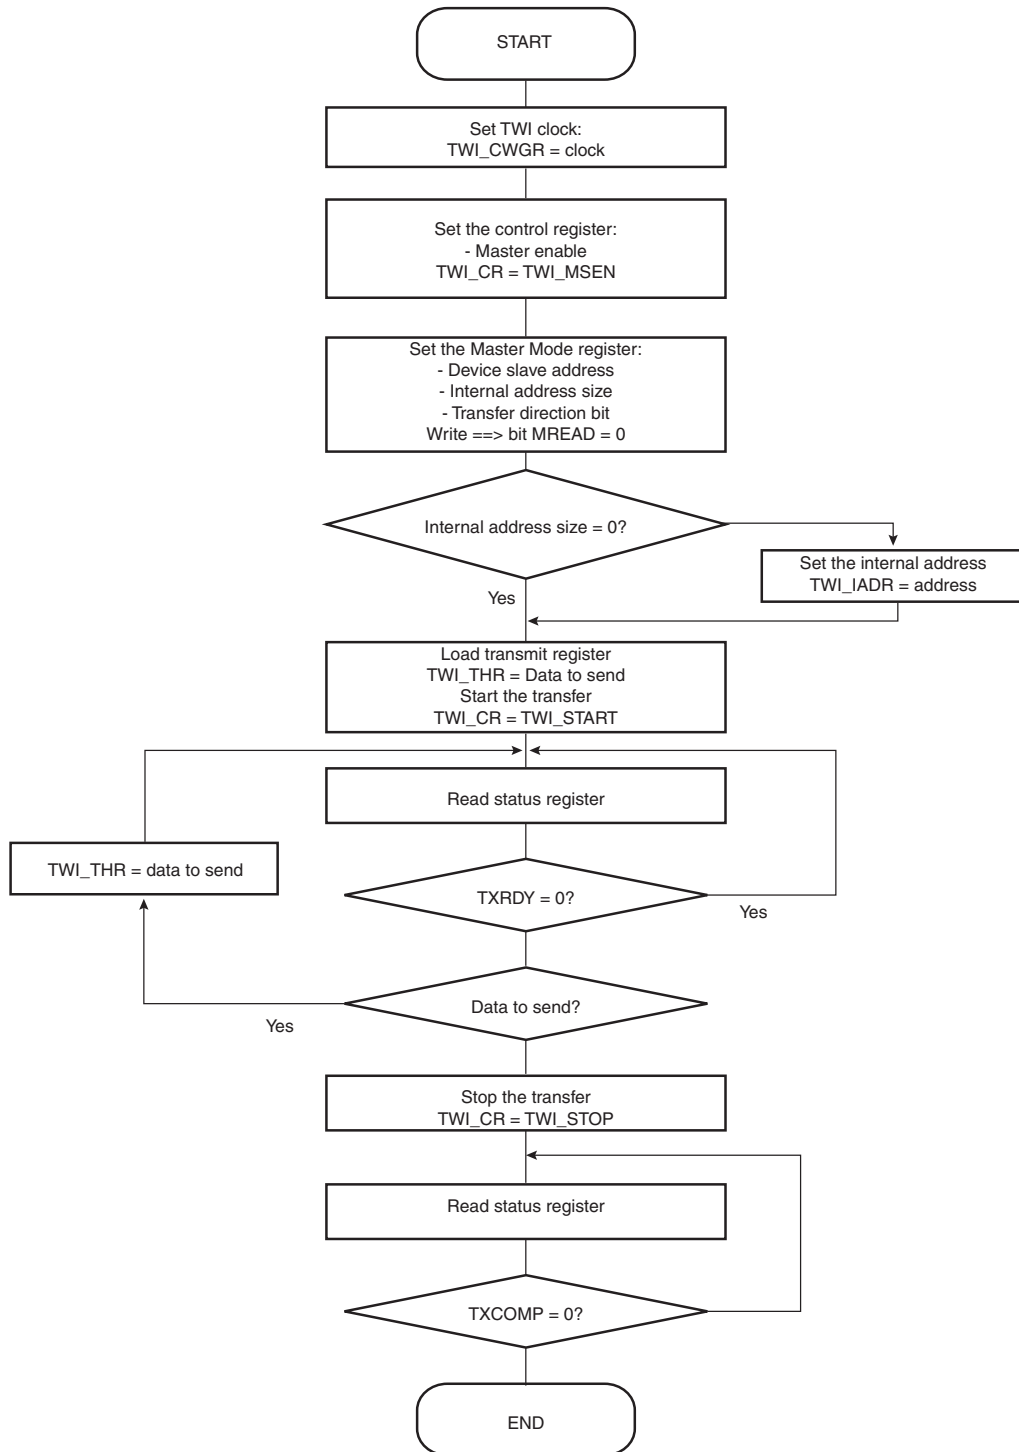 START
Set TWI clock:
TWI_CWGR = clock
Set the control register:
- Master enable
TWI_CR = TWI_MSEN
Set the Master Mode register:
- Device slave address
- Internal address size
- Transfer direction bit
Write ==> bit MREAD = 0
Internal address size = 0?
Set the internal address
TWI_IADR = address
Yes
Load transmit register
TWI_THR = Data to send
Start the transfer
TWI_CR = TWI_START
Read status register
TWI_THR = data to send
TXRDY = 0?
Yes
Data to send?
Yes
Stop the transfer
TWI_CR = TWI_STOP
Read status register
TXCOMP = 0?
END